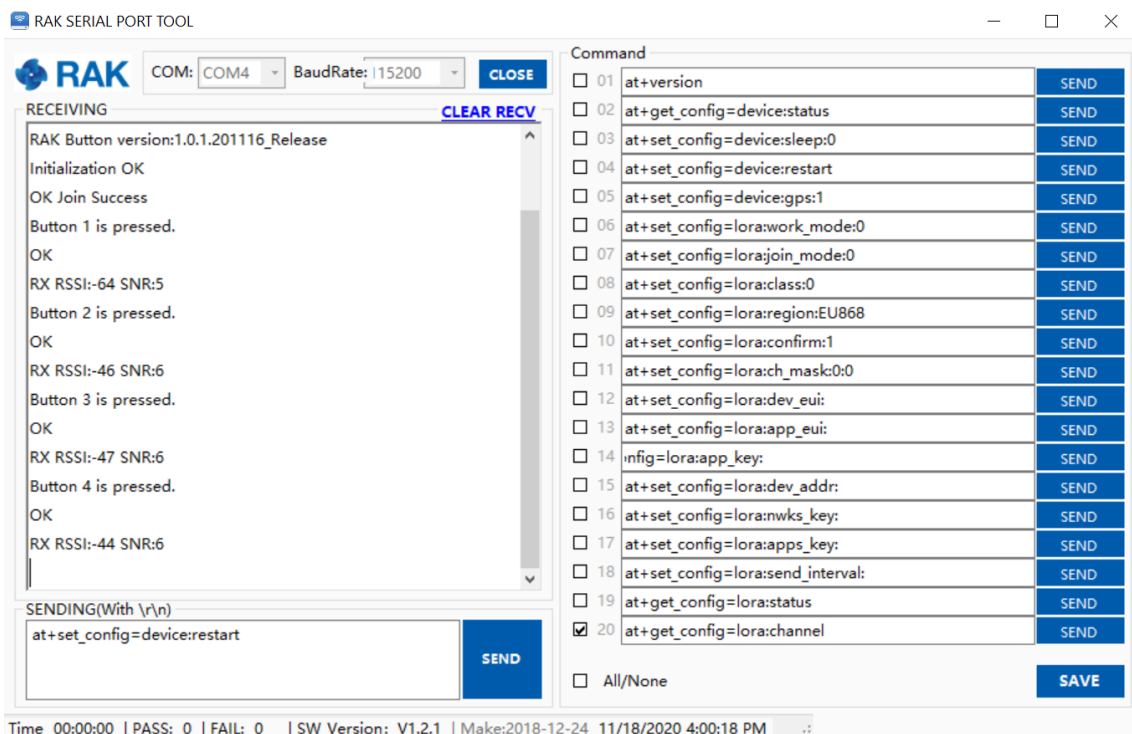 RAK SERIAL PORT TOOL
RAK COM: COM4 BaudRate: 115200 CLOSE
RECEIVING CLEAR RECV
RAK Button version:1.0.1.201116_Release
Initialization OK
OK Join Success
Button 1 is pressed.
OK
RX RSSI:-64 SNR:5
Button 2 is pressed.
OK
RX RSSI:-46 SNR:6
Button 3 is pressed.
OK
RX RSSI:-47 SNR:6
Button 4 is pressed.
OK
RX RSSI:-44 SNR:6
SENDING(With \r\n)
at+set_config=device:restart
SEND
Command
01 at+version SEND
02 at+get_config=device:status SEND
03 at+set_config=device:sleep:0 SEND
04 at+set_config=device:restart SEND
05 at+set_config=device:gps:1 SEND
06 at+set_config=lora:work_mode:0 SEND
07 at+set_config=lora:join_mode:0 SEND
08 at+set_config=lora:class:0 SEND
09 at+set_config=lora:region:EU868 SEND
10 at+set_config=lora:confirm:1 SEND
11 at+set_config=lora:ch_mask:0:0 SEND
12 at+set_config=lora:dev_eui: SEND
13 at+set_config=lora:app_eui: SEND
14 onfig=lora:app_key: SEND
15 at+set_config=lora:dev_addr: SEND
16 at+set_config=lora:nwks_key: SEND
17 at+set_config=lora:apps_key: SEND
18 at+set_config=lora:send_interval: SEND
19 at+get_config=lora:status SEND
20 at+get_config=lora:channel SEND
All/None SAVE
Time 00:00:00 | PASS: 0 | FAIL: 0 | SW Version: V1.2.1 | Make:2018-12-24 11/18/2020 4:00:18 PM